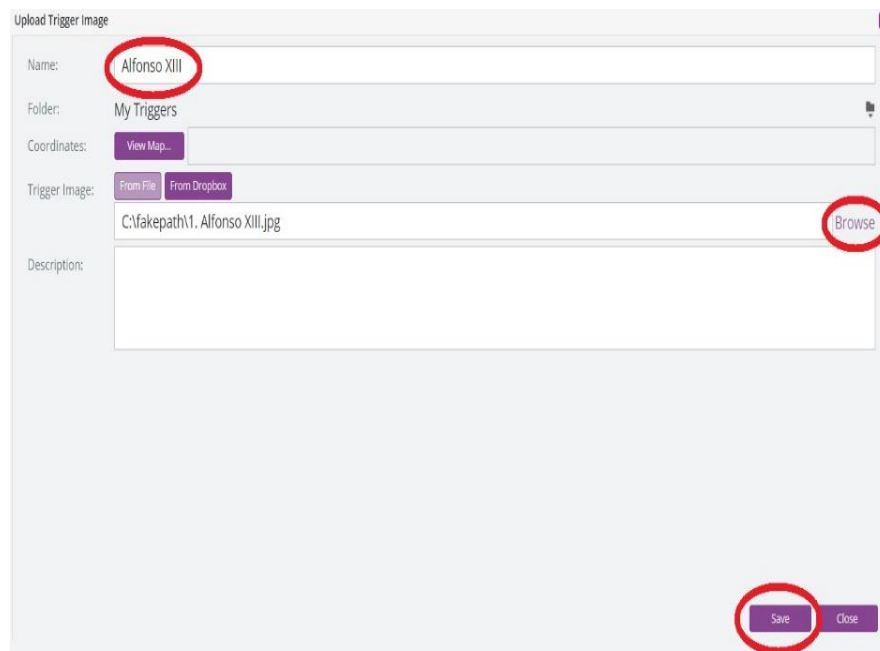 Upload Trigger Image
Name: Alfonso XIII
Folder: My Triggers
Coordinates: View Map...
Trigger Image: From File From Dropbox
C:\fakepath\1. Alfonso XIII.jpg Browse
Description:
Save Close